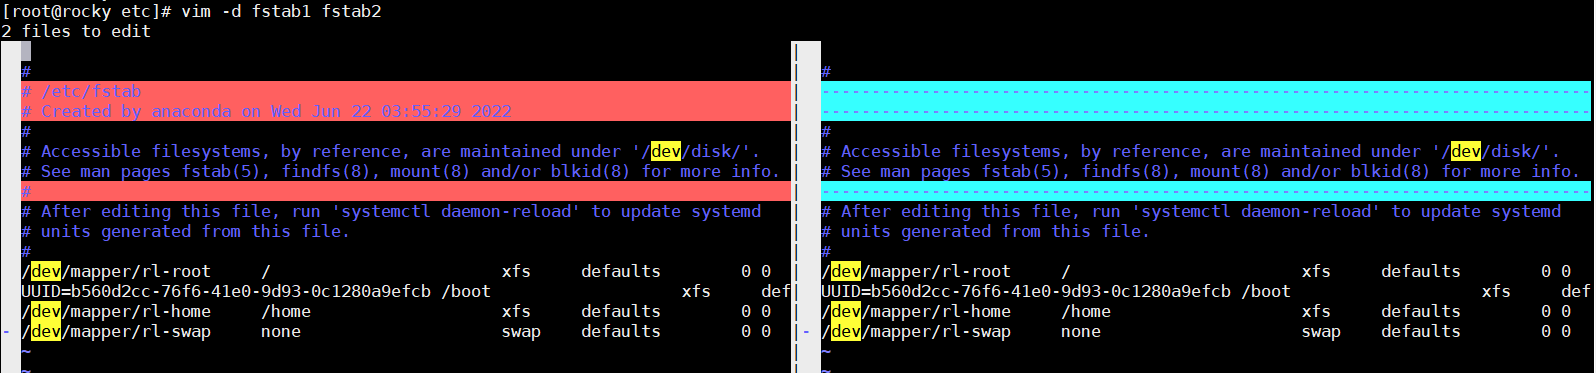 [root@rocky etc]# vim -d fstab1 fstab2
2 files to edit
#
# /etc/fstab
# Created by anaconda on Wed Jun 22 03:55:29 2022
#
# Accessible filesystems, by reference, are maintained under '/dev/disk/'.
# See man pages fstab(5), findfs(8), mount(8) and/or blkid(8) for more info.
#
# After editing this file, run 'systemctl daemon-reload' to update systemd
# units generated from this file.
#
/dev/mapper/rl-root     /                       xfs     defaults        0 0
UUID=b560d2cc-76f6-41e0-9d93-0c1280a9efcb /boot                   xfs     def
/dev/mapper/rl-home     /home                   xfs     defaults        0 0
- /dev/mapper/rl-swap     none                    swap    defaults        0 0
~
~
#
-----------------------------------------------------------------------------
-----------------------------------------------------------------------------
#
# Accessible filesystems, by reference, are maintained under '/dev/disk/'.
# See man pages fstab(5), findfs(8), mount(8) and/or blkid(8) for more info.
-----------------------------------------------------------------------------
# After editing this file, run 'systemctl daemon-reload' to update systemd
# units generated from this file.
#
/dev/mapper/rl-root     /                       xfs     defaults        0 0
UUID=b560d2cc-76f6-41e0-9d93-0c1280a9efcb /boot                   xfs     def
/dev/mapper/rl-home     /home                   xfs     defaults        0 0
- /dev/mapper/rl-swap     none                    swap    defaults        0 0
~
~